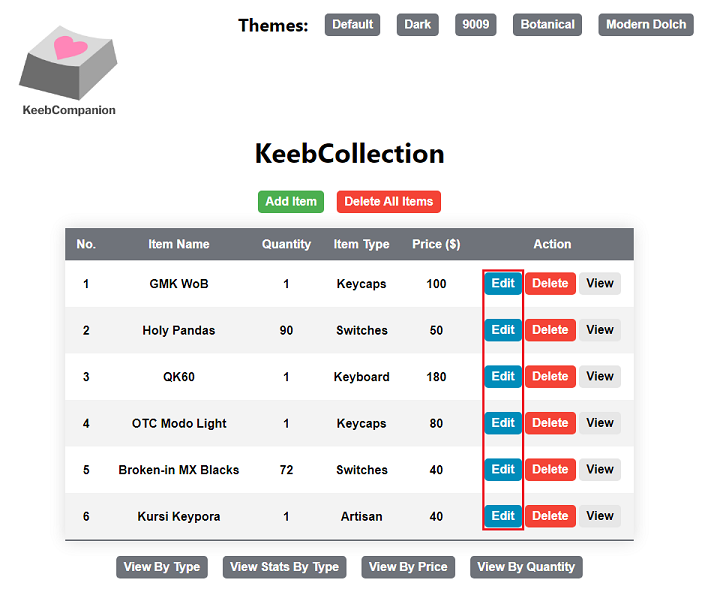 Themes: Default Dark 9009 Botanical Modern Dolch
KeebCompanion
KeebCollection
Add Item Delete All Items
No. Item Name Quantity Item Type Price ($) Action
1 GMK WoB 1 Keycaps 100 Edit Delete View
2 Holy Pandas 90 Switches 50 Edit Delete View
3 QK60 1 Keyboard 180 Edit Delete View
4 OTC Modo Light 1 Keycaps 80 Edit Delete View
5 Broken-in MX Blacks 72 Switches 40 Edit Delete View
6 Kursi Keypora 1 Artisan 40 Edit Delete View
View By Type View Stats By Type View By Price View By Quantity